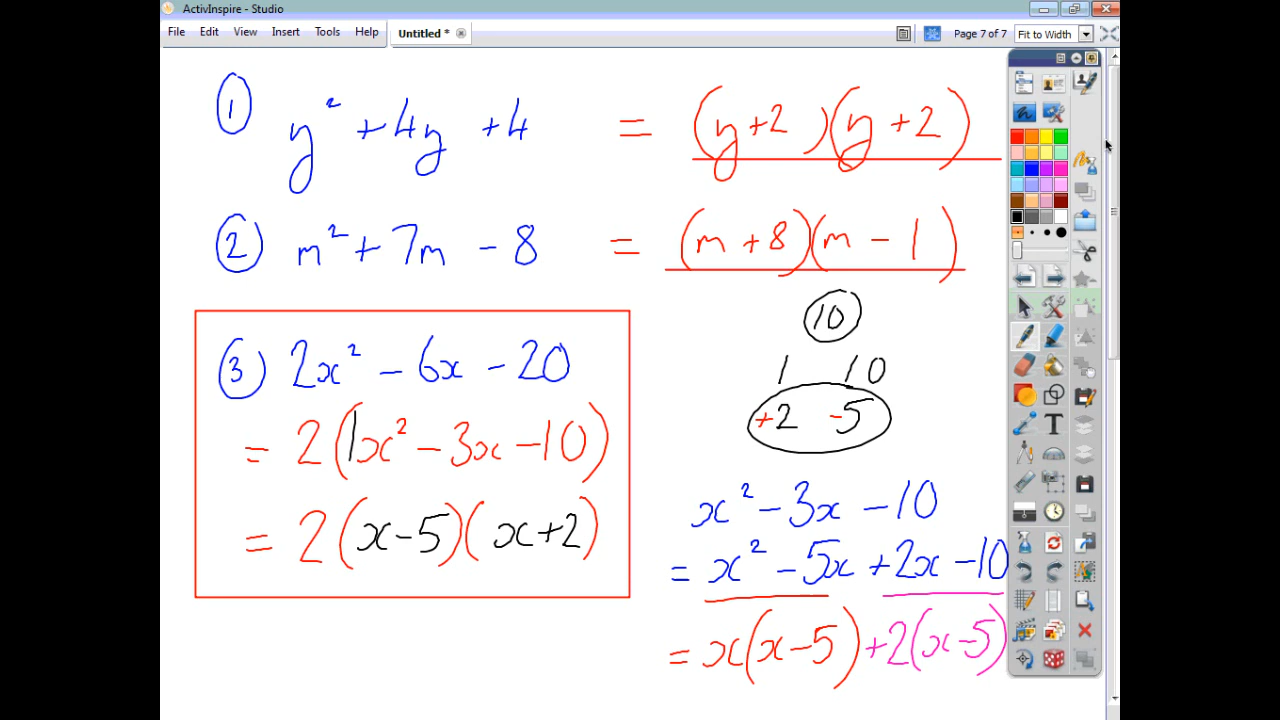 ActivInspire - Studio
File Edit View Insert Tools Help
Untitled *
Page 7 of 7
Fit to Width
① y² + 4y + 4 = (y + 2)(y + 2)
② m² + 7m - 8 = (m + 8)(m - 1)
③ 2x² - 6x - 20
= 2(1x² - 3x - 10)
= 2(x - 5)(x + 2)
10
1 10
+2 -5
x² - 3x - 10
= x² - 5x + 2x - 10
= x(x - 5) + 2(x - 5)